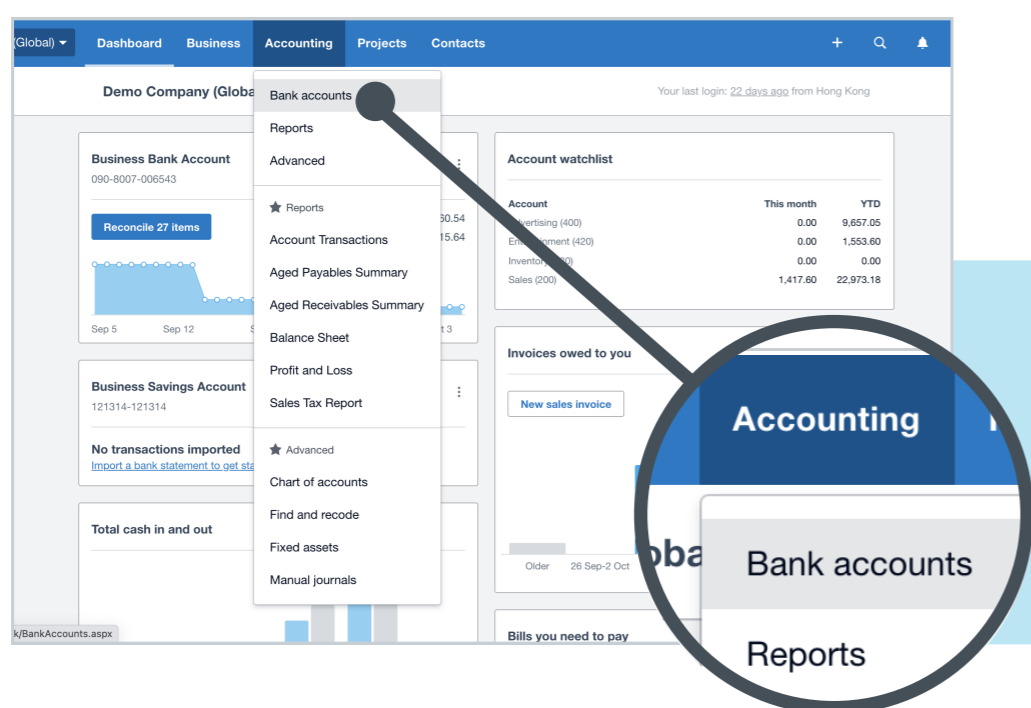 (Global)
Dashboard Business Accounting Projects Contacts
Demo Company (Globa
Your last login: 22 days ago from Hong Kong
Bank accounts
Reports
Advanced
Reports
Account Transactions
Aged Payables Summary
Aged Receivables Summary
Balance Sheet
Profit and Loss
Sales Tax Report
Advanced
Chart of accounts
Find and recode
Fixed assets
Manual journals
Business Bank Account
090-8007-006543
Reconcile 27 items
60.54
15.64
Sep 5 Sep 12 t 3
Business Savings Account
121314-121314
No transactions imported
Import a bank statement to get sta
Total cash in and out
k/BankAccounts.aspx
Account watchlist
Account This month YTD
Advertising (400) 0.00 9,657.05
(420) 0.00 1,553.60
0.00 0.00
Sales (200) 1,417.60 22,973.18
Invoices owed to you
New sales invoice
Older 26 Sep-2 Oct
Bills you need to pay
Accounting
oba
Bank accounts
Reports